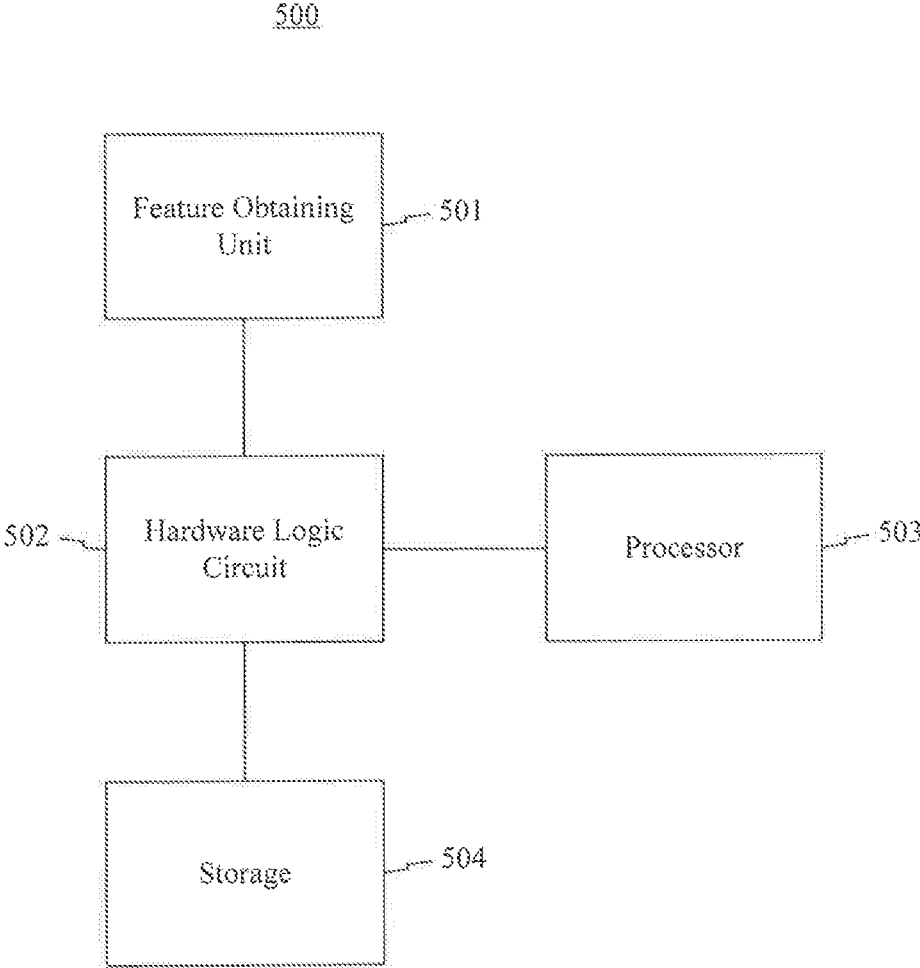 500
Feature Obtaining
Unit
501
502
Hardware Logic
Circuit
Processor
503
Storage
504